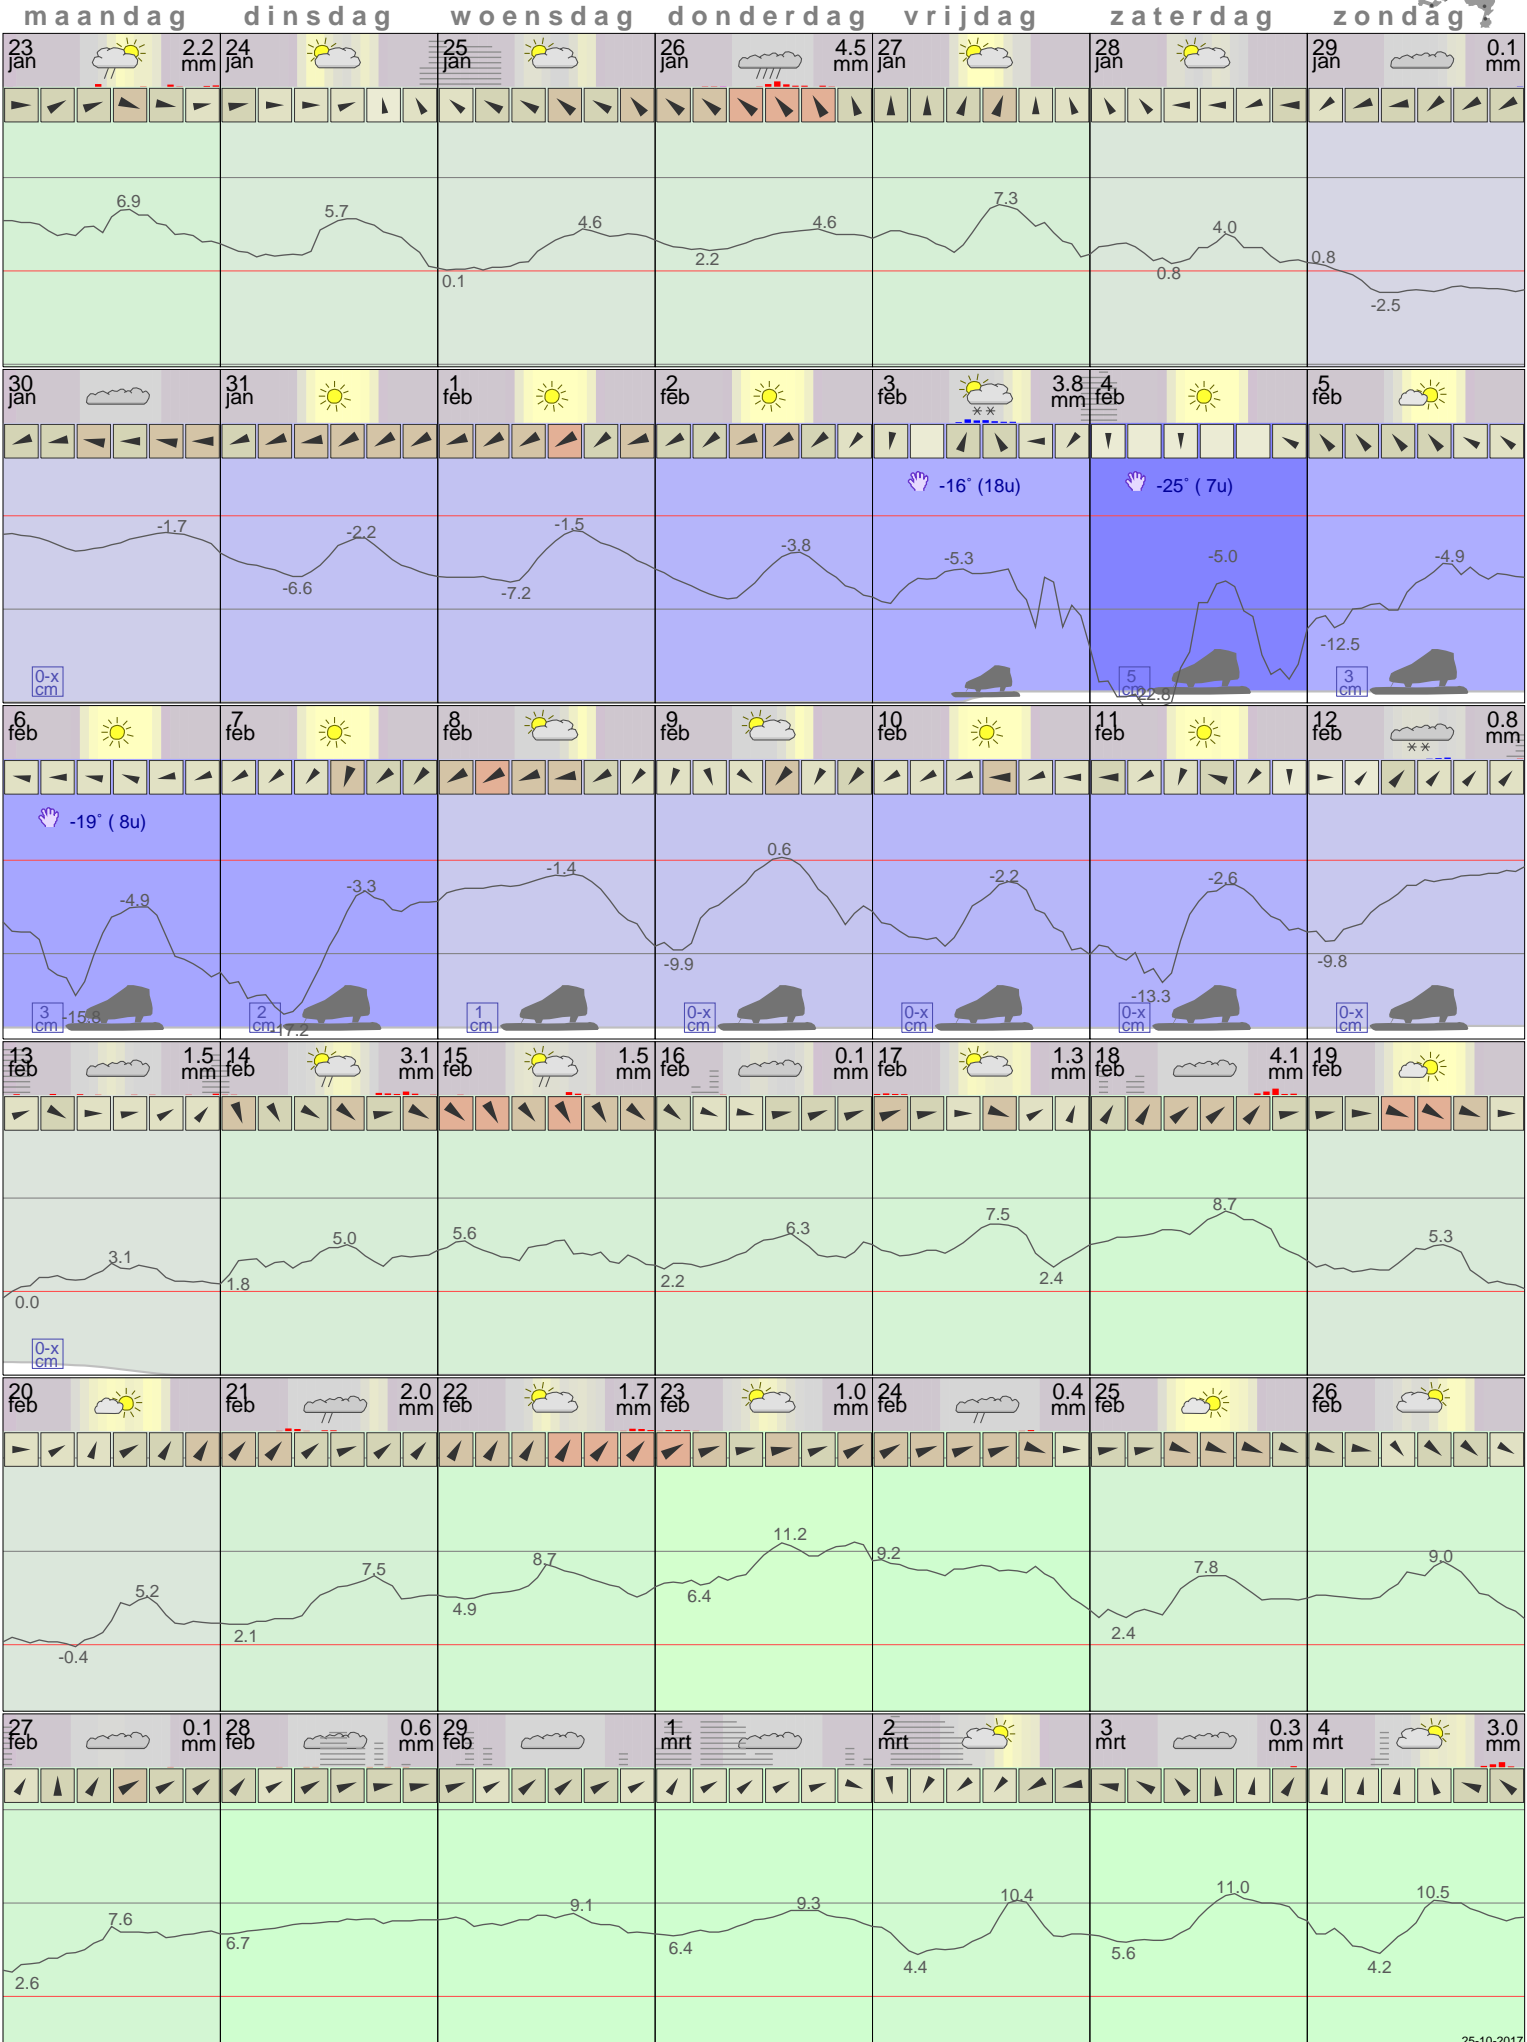 maandag dinsdag woensdag donderdag vrijdag zaterdag zondag
23 jan 2.2 mm 24 jan 25 jan 26 jan 4.5 mm 27 jan 28 jan 29 jan 0.1 mm
6.9 5.7 0.1 4.6 2.2 4.6 7.3 0.8 4.0 0.8 -2.5
30 jan 31 jan 1 feb 2 feb 3 feb 3.8 mm 4 feb 5 feb
-16° (18u) -25° ( 7u)
-1.7 -6.6 -2.2 -7.2 -1.5 -3.8 -5.3 -22.8 -5.0 -12.5 -4.9
0-x cm 5 cm 3 cm
6 feb 7 feb 8 feb 9 feb 10 feb 11 feb 12 feb 0.8 mm
-19° ( 8u)
-15.8 -4.9 -17.2 -3.3 -1.4 -9.9 0.6 -2.2 -13.3 -2.6 -9.8
3 cm 2 cm 1 cm 0-x cm 0-x cm 0-x cm 0-x cm
13 feb 1.5 mm 14 feb 3.1 mm 15 feb 1.5 mm 16 feb 0.1 mm 17 feb 1.3 mm 18 feb 4.1 mm 19 feb
0.0 3.1 1.8 5.0 5.6 2.2 6.3 7.5 2.4 8.7 5.3
0-x cm
20 feb 21 feb 2.0 mm 22 feb 1.7 mm 23 feb 1.0 mm 24 feb 0.4 mm 25 feb 26 feb
-0.4 5.2 2.1 7.5 4.9 8.7 6.4 11.2 9.2 2.4 7.8 9.0
27 feb 0.1 mm 28 feb 0.6 mm 29 feb 1 mrt 2 mrt 3 mrt 0.3 mm 4 mrt 3.0 mm
2.6 7.6 6.7 9.1 6.4 9.3 4.4 10.4 5.6 11.0 4.2 10.5
25-10-2017